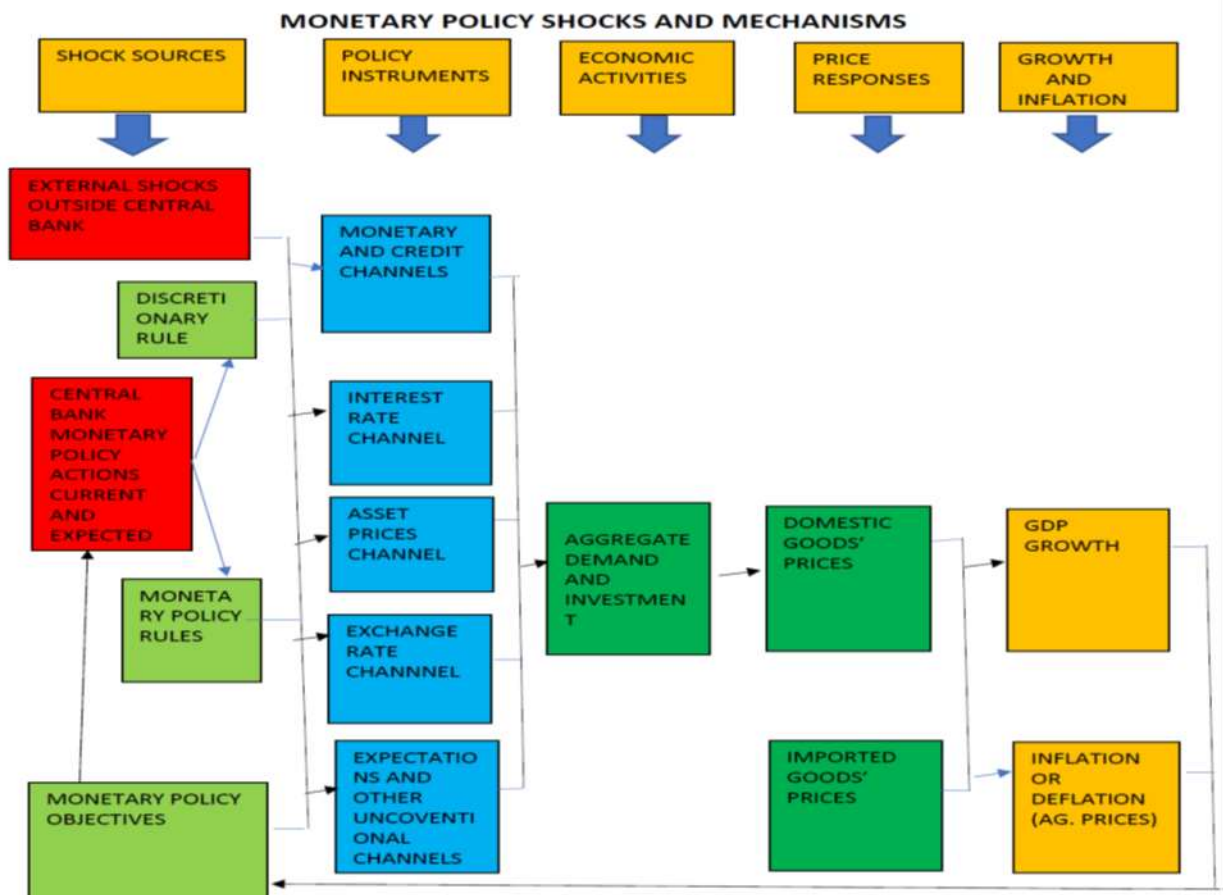 MONETARY POLICY SHOCKS AND MECHANISMS
SHOCK SOURCES
POLICY
INSTRUMENTS
ECONOMIC
ACTIVITIES
PRICE
RESPONSES
GROWTH
AND
INFLATION
EXTERNAL SHOCKS
OUTSIDE CENTRAL
BANK
DISCRETI
ONARY
RULE
CENTRAL
BANK
MONETARY
POLICY
ACTIONS
CURRENT
AND
EXPECTED
MONETA
RY POLICY
RULES
MONETARY POLICY
OBJECTIVES
MONETARY
AND CREDIT
CHANNELS
INTEREST
RATE
CHANNEL
ASSET
PRICES
CHANNEL
EXCHANGE
RATE
CHANNNEL
EXPECTATIO
NS AND
OTHER
UNCOVENTI
ONAL
CHANNELS
AGGREGATE
DEMAND
AND
INVESTMEN
T
DOMESTIC
GOODS'
PRICES
IMPORTED
GOODS'
PRICES
GDP
GROWTH
INFLATION
OR
DEFLATION
(AG. PRICES)